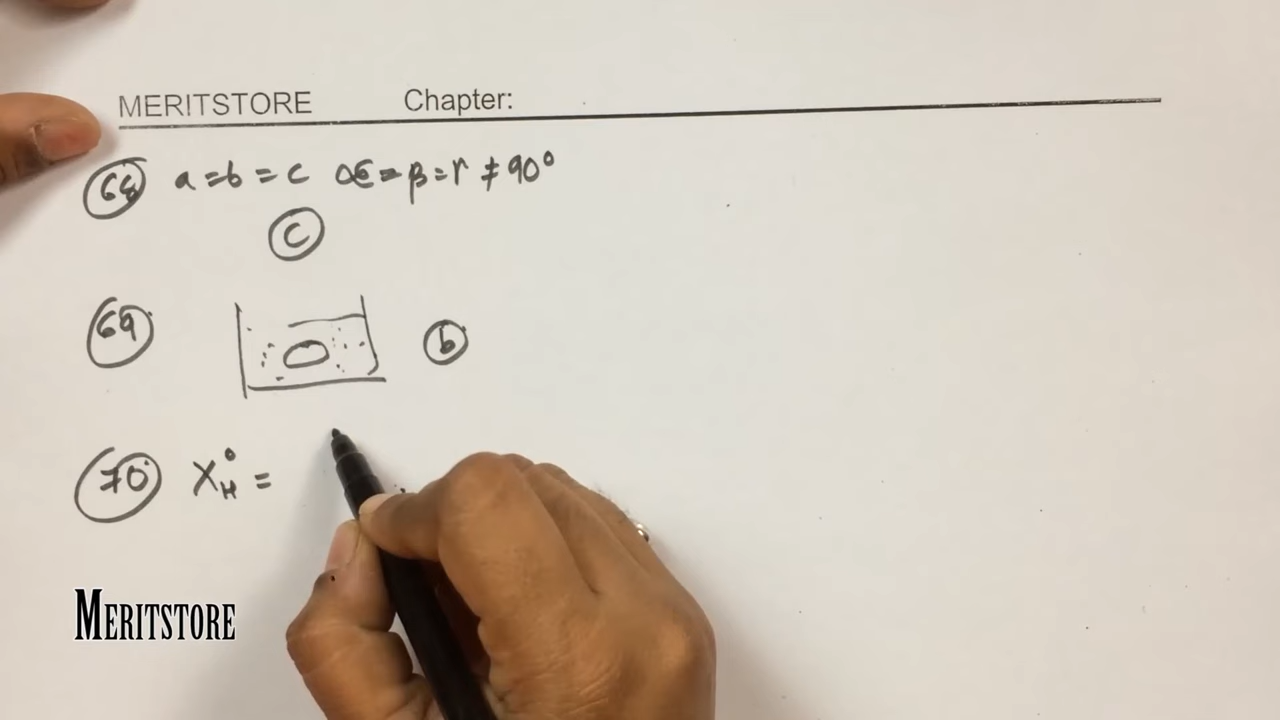 MERITSTORE Chapter:
68 a = b = c α = β = γ ≠ 90°
C
69 b
70 X°H =
MERITSTORE